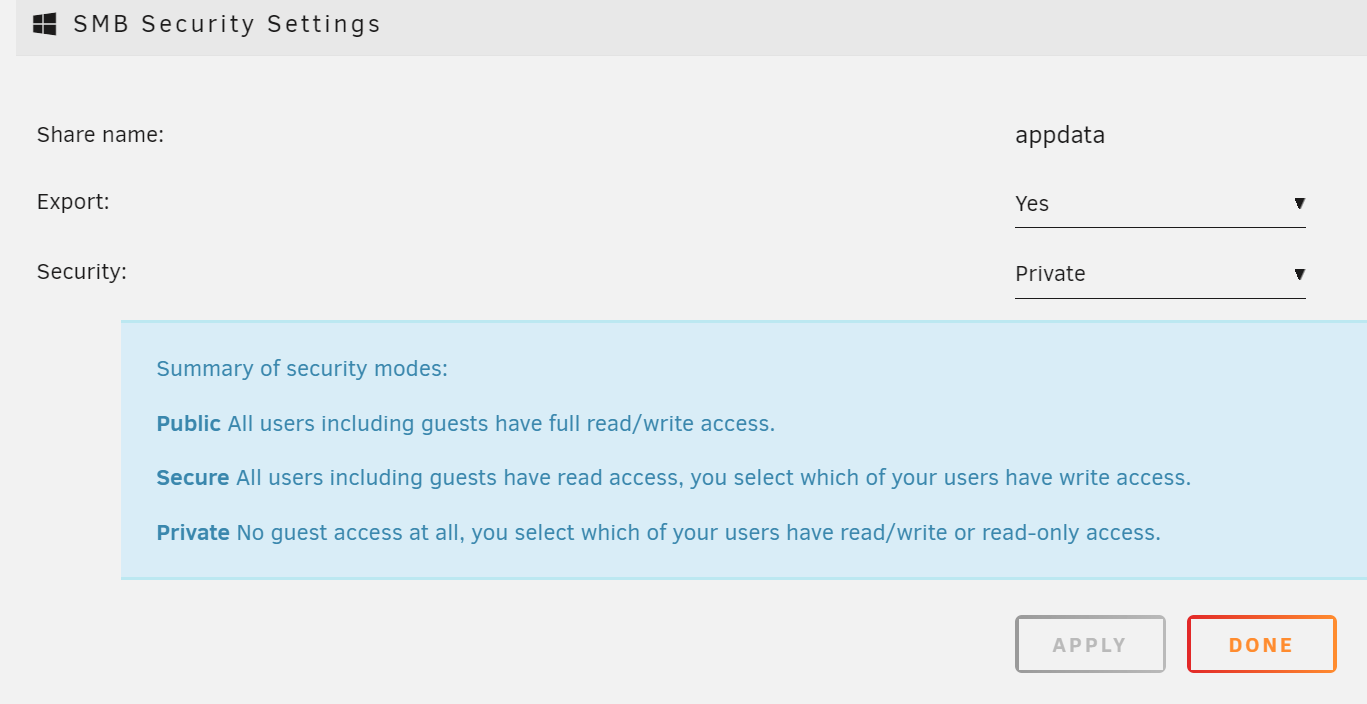 SMB Security Settings
Share name: appdata
Export: Yes
Security: Private
Summary of security modes:
Public All users including guests have full read/write access.
Secure All users including guests have read access, you select which of your users have write access.
Private No guest access at all, you select which of your users have read/write or read-only access.
APPLY DONE